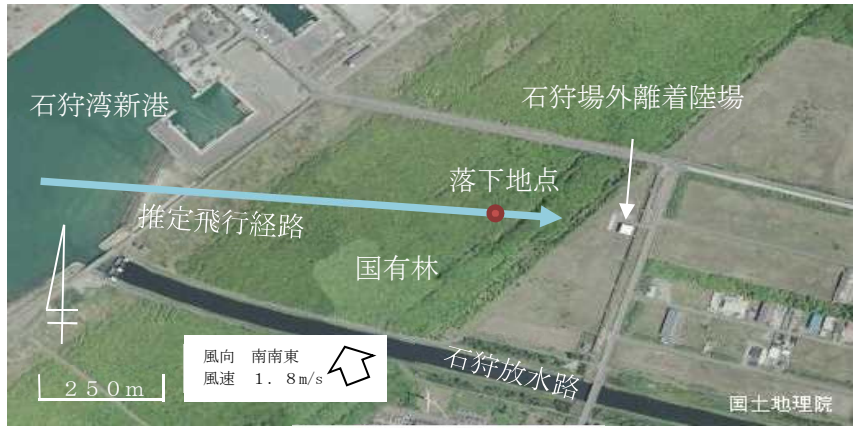 石狩湾新港
石狩場外離着陸場
落下地点
推定飛行経路
国有林
風向　南南東
風速　１．８m/s
石狩放水路
２５０m
国土地理院